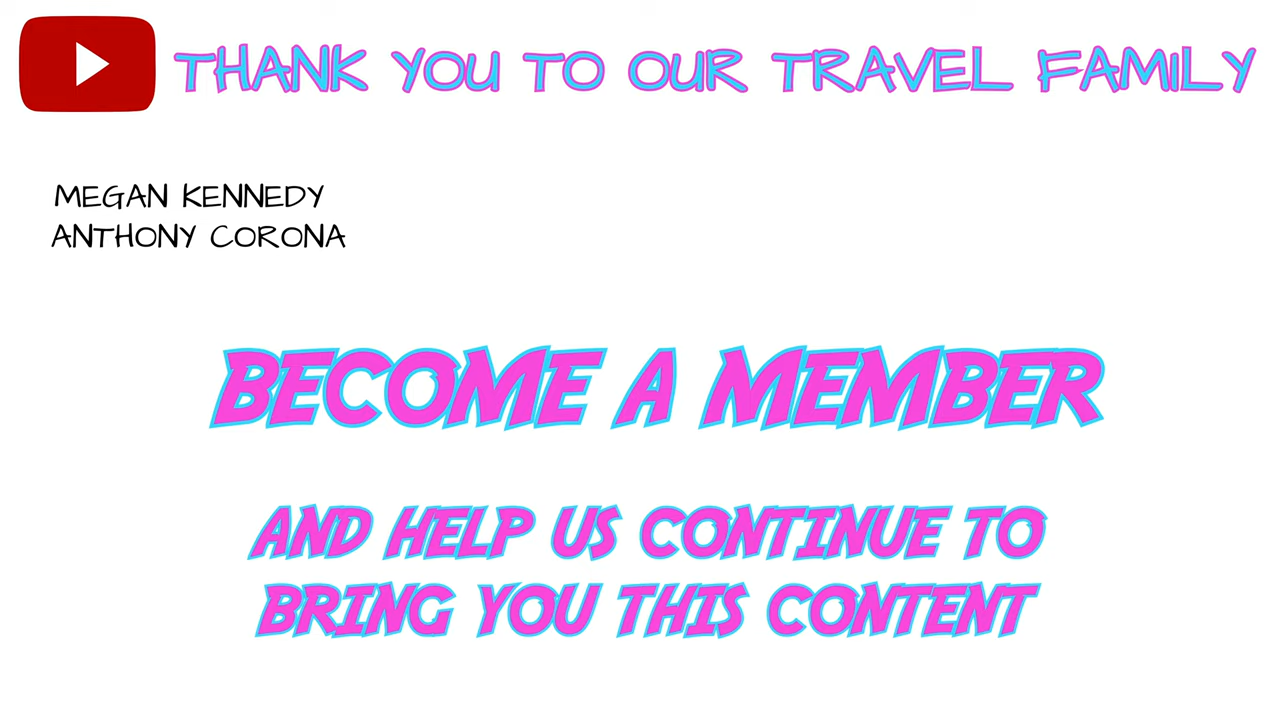 THANK YOU TO OUR TRAVEL FAMILY
MEGAN KENNEDY
ANTHONY CORONA
BECOME A MEMBER
AND HELP US CONTINUE TO
BRING YOU THIS CONTENT